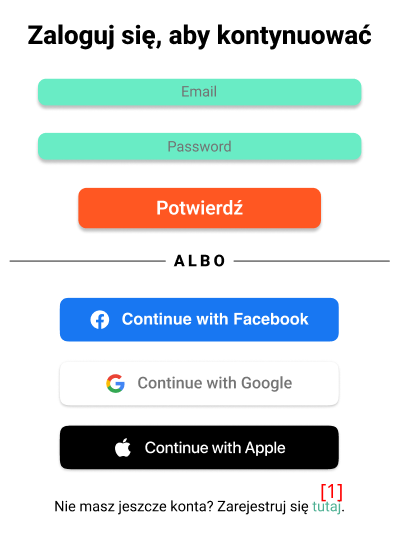 Zaloguj się, aby kontynuować
Email
Password
Potwierdź
ALBO
Continue with Facebook
Continue with Google
Continue with Apple
[1]
Nie masz jeszcze konta? Zarejestruj się tutaj.